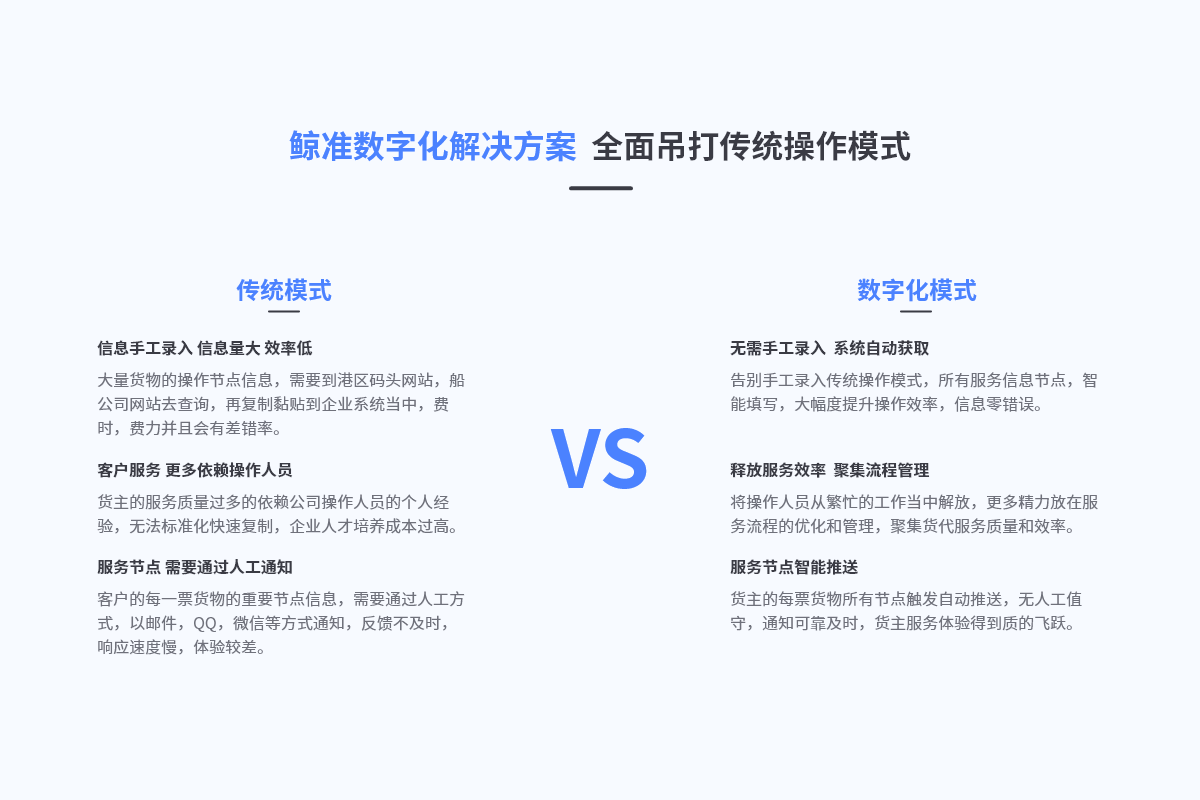 鲸准数字化解决方案 全面吊打传统操作模式
传统模式
信息手工录入 信息量大 效率低
大量货物的操作节点信息，需要到港区码头网站，船
公司网站去查询，再复制黏贴到企业系统当中，费
时，费力并且会有差错率。
客户服务 更多依赖操作人员
货主的服务质量过多的依赖公司操作人员的个人经
验，无法标准化快速复制，企业人才培养成本过高。
服务节点 需要通过人工通知
客户的每一票货物的重要节点信息，需要通过人工方
式，以邮件，QQ，微信等方式通知，反馈不及时，
响应速度慢，体验较差。
VS
数字化模式
无需手工录入 系统自动获取
告别手工录入传统操作模式，所有服务信息节点，智
能填写，大幅度提升操作效率，信息零错误。
释放服务效率 聚集流程管理
将操作人员从繁忙的工作当中解放，更多精力放在服
务流程的优化和管理，聚集货代服务质量和效率。
服务节点智能推送
货主的每票货物所有节点触发自动推送，无人工值
守，通知可靠及时，货主服务体验得到质的飞跃。